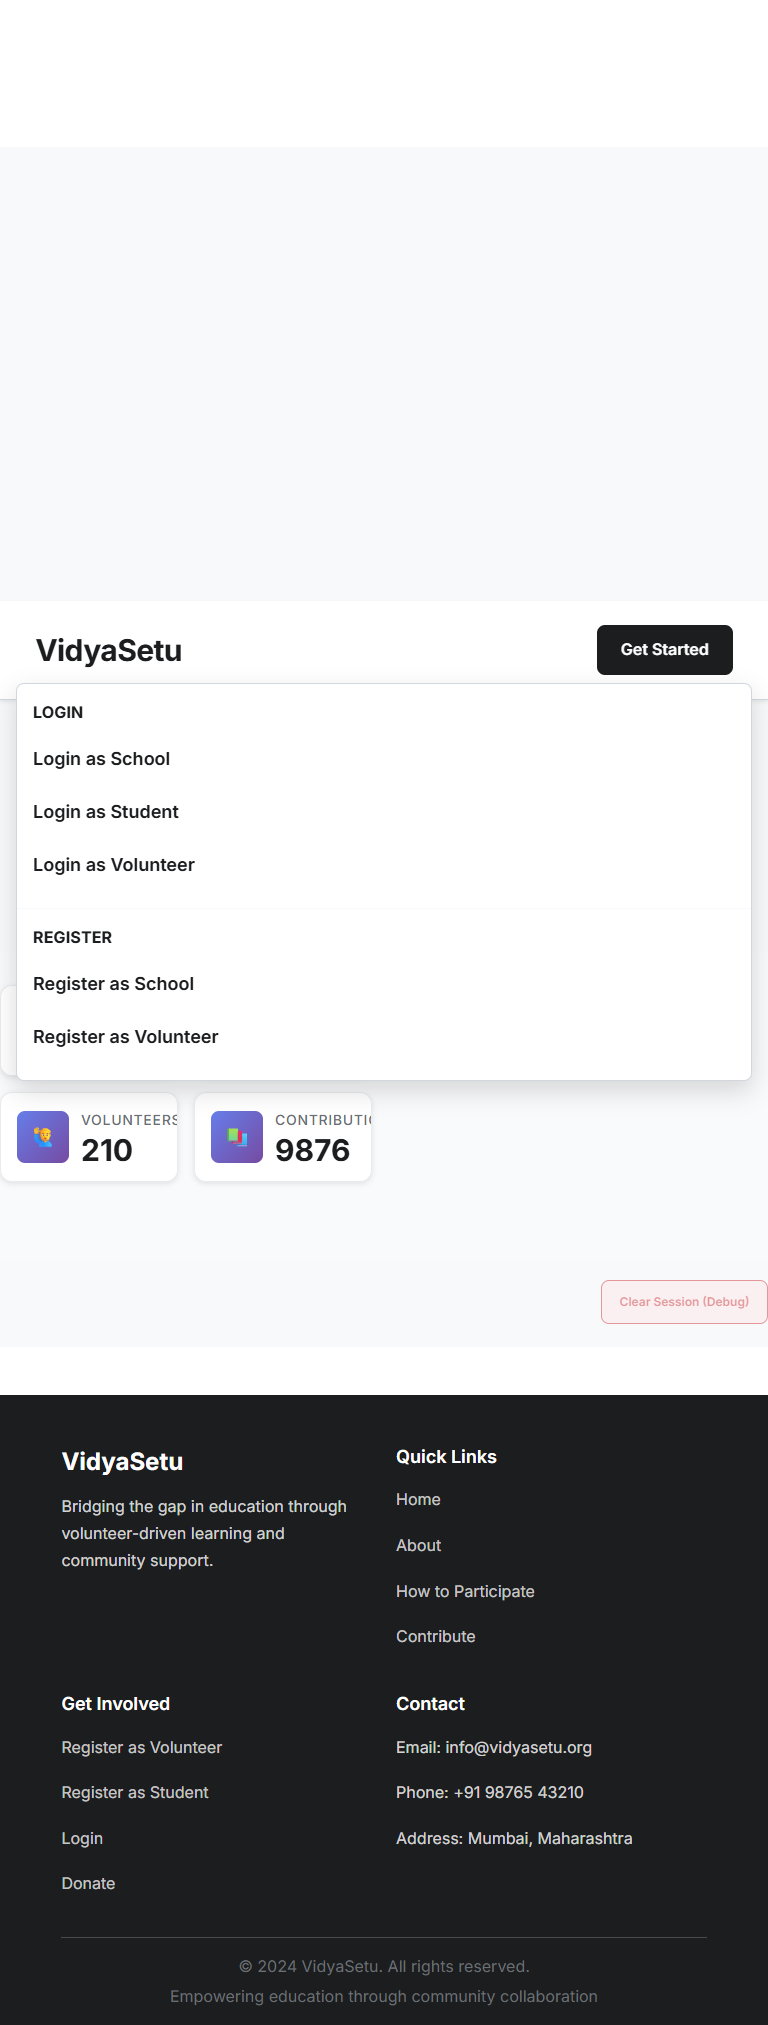 VidyaSetu
Get Started
LOGIN
Login as School
Login as Student
Login as Volunteer
REGISTER
Register as School
Register as Volunteer
VOLUNTEERS
210
9876
Clear Session (Debug)
VidyaSetu
Bridging the gap in education through
volunteer-driven learning and
community support.
Quick Links
Home
About
How to Participate
Contribute
Get Involved
Register as Volunteer
Register as Student
Login
Donate
Contact
Email: info@vidyasetu.org
Phone: +91 98765 43210
Address: Mumbai, Maharashtra
© 2024 VidyaSetu. All rights reserved.
Empowering education through community collaboration